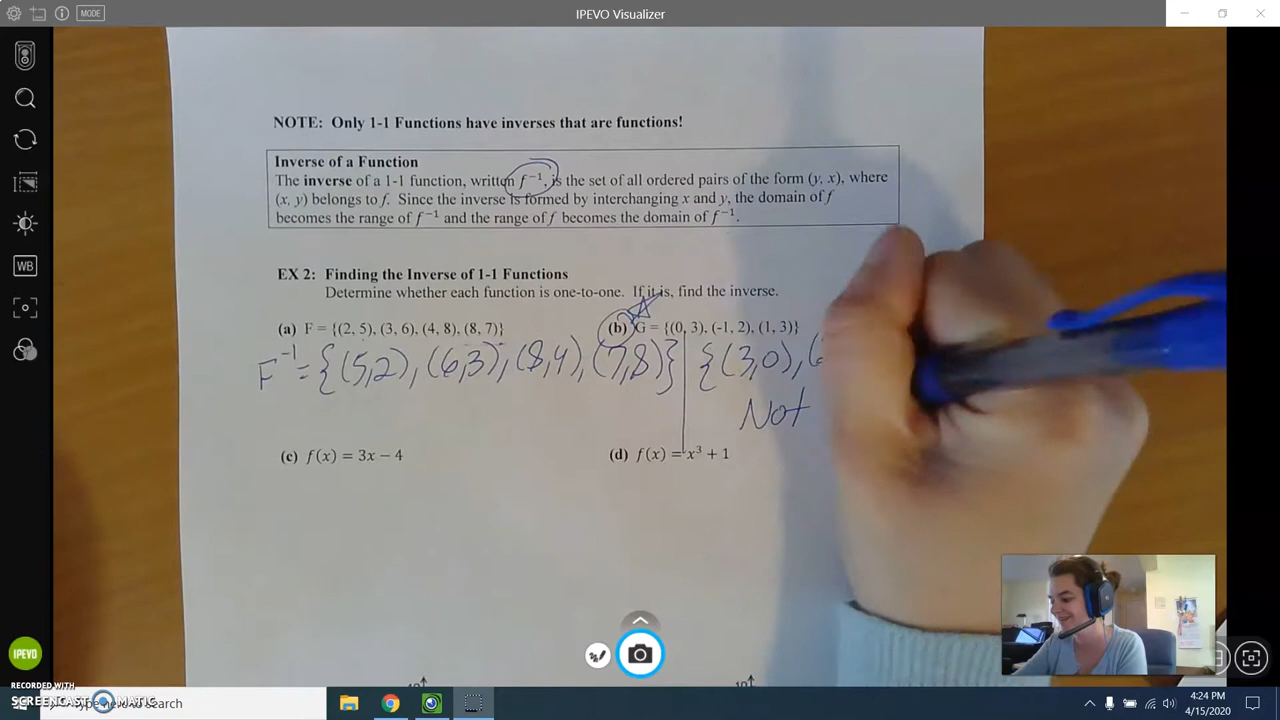 MODE
IPEVO Visualizer
NOTE: Only 1-1 Functions have inverses that are functions!
Inverse of a Function
The inverse of a 1-1 function, written f⁻¹, is the set of all ordered pairs of the form (y, x), where
(x, y) belongs to f. Since the inverse is formed by interchanging x and y, the domain of f
becomes the range of f⁻¹ and the range of f becomes the domain of f⁻¹.
EX 2: Finding the Inverse of 1-1 Functions
Determine whether each function is one-to-one. If it is, find the inverse.
(a) F = {(2, 5), (3, 6), (4, 8), (8, 7)}
(b) G = {(0, 3), (-1, 2), (1, 3)}
F⁻¹ = {(5,2), (6,3), (8,4), (7,8)}
{(3,0), (
Not
(c) f(x) = 3x − 4
(d) f(x) = x³ + 1
WB
IPEVO
RECORDED WITH
SCREENCAST MATIC
search
4:24 PM
4/15/2020